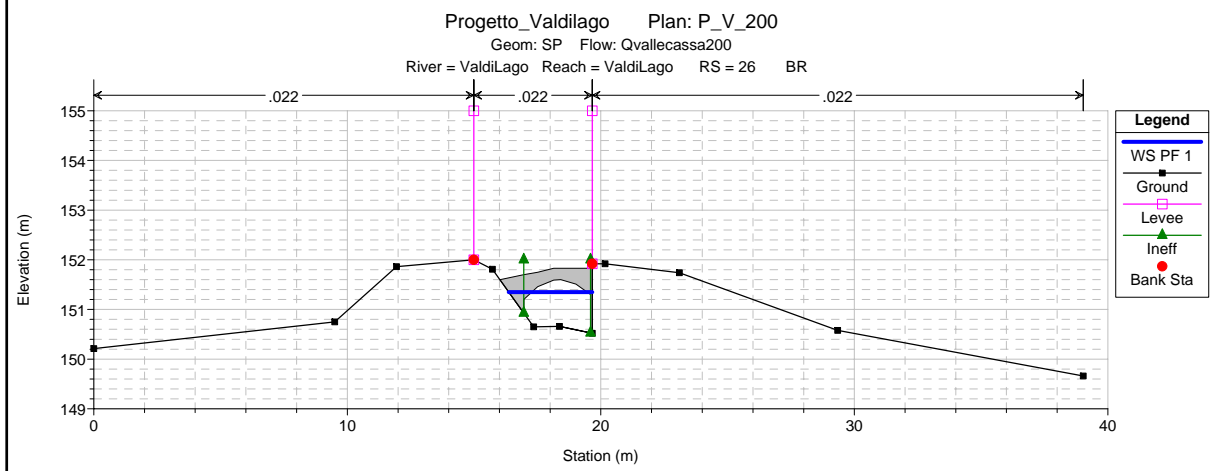 Progetto_Valdilago Plan: P_V_200
Geom: SP Flow: Qvallecassa200
River = ValdiLago Reach = ValdiLago RS = 26 BR
.022 .022 .022
155
154
153
152
151
150
149
0 10 20 30 40
Station (m)
Elevation (m)
Legend
WS PF 1
Ground
Levee
Ineff
Bank Sta